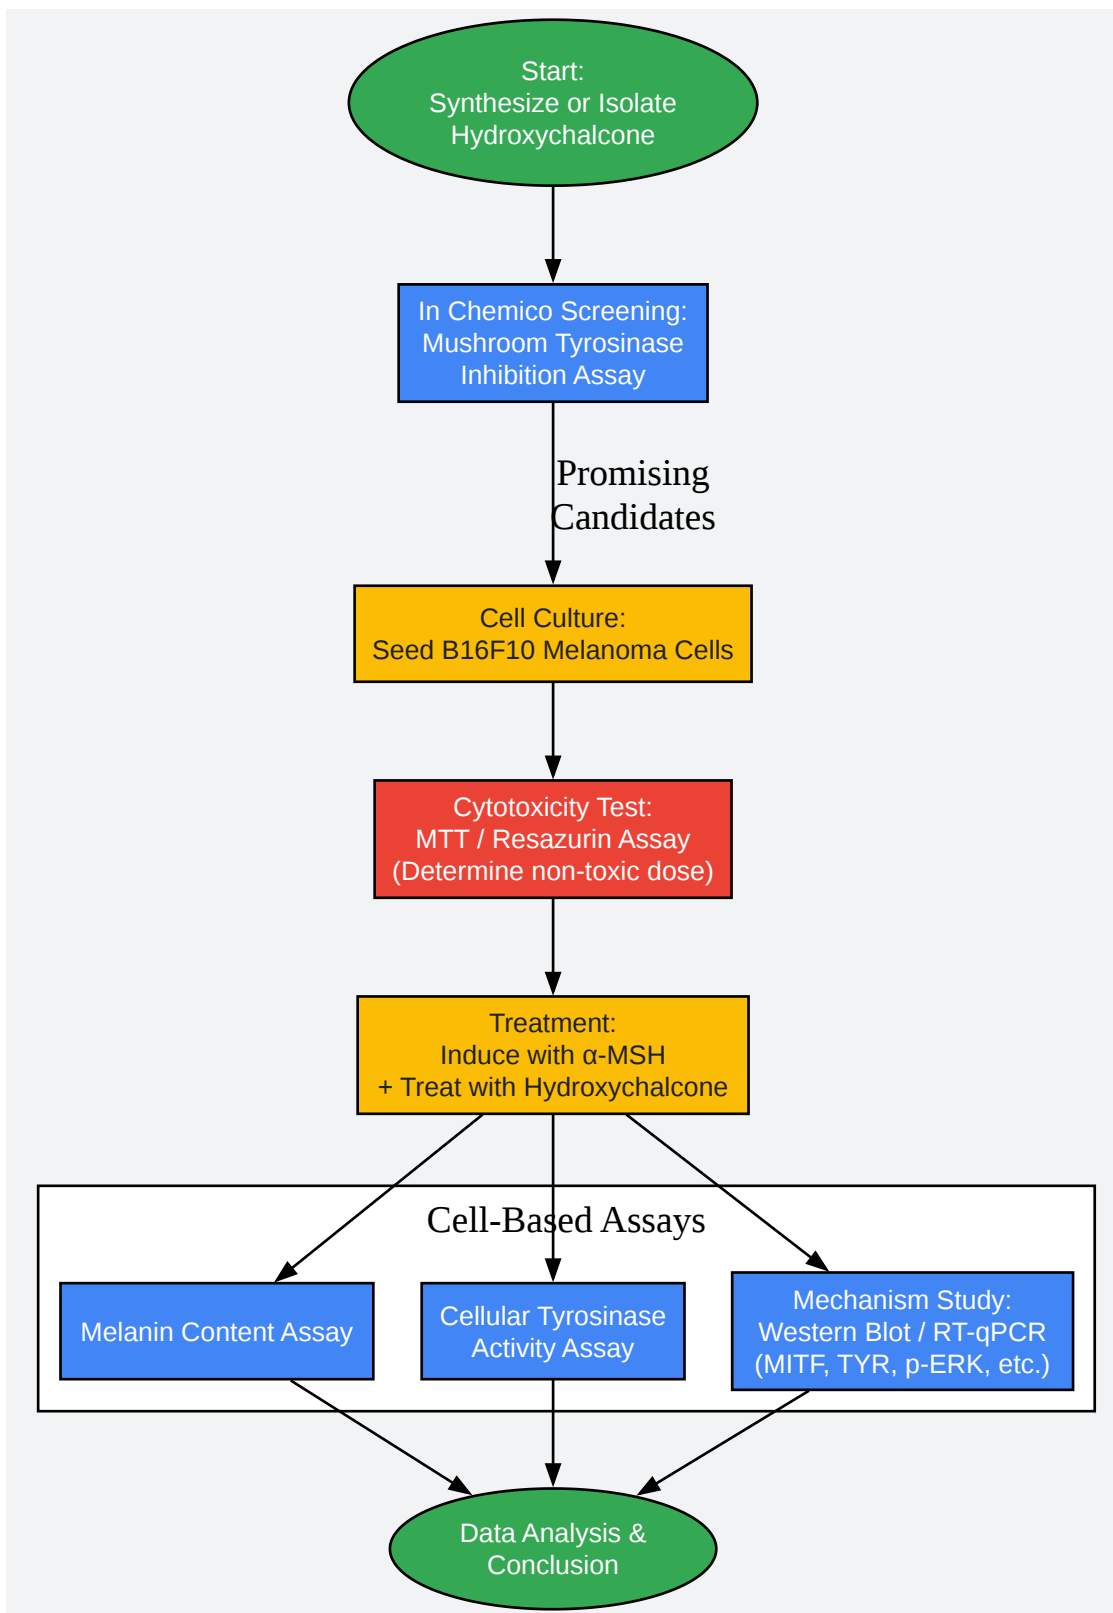 Start:
Synthesize or Isolate
Hydroxychalcone
In Chemico Screening:
Mushroom Tyrosinase
Inhibition Assay
Promising
Candidates
Cell Culture:
Seed B16F10 Melanoma Cells
Cytotoxicity Test:
MTT / Resazurin Assay
(Determine non-toxic dose)
Treatment:
Induce with α-MSH
+ Treat with Hydroxychalcone
Cell-Based Assays
Melanin Content Assay
Cellular Tyrosinase
Activity Assay
Mechanism Study:
Western Blot / RT-qPCR
(MITF, TYR, p-ERK, etc.)
Data Analysis &
Conclusion